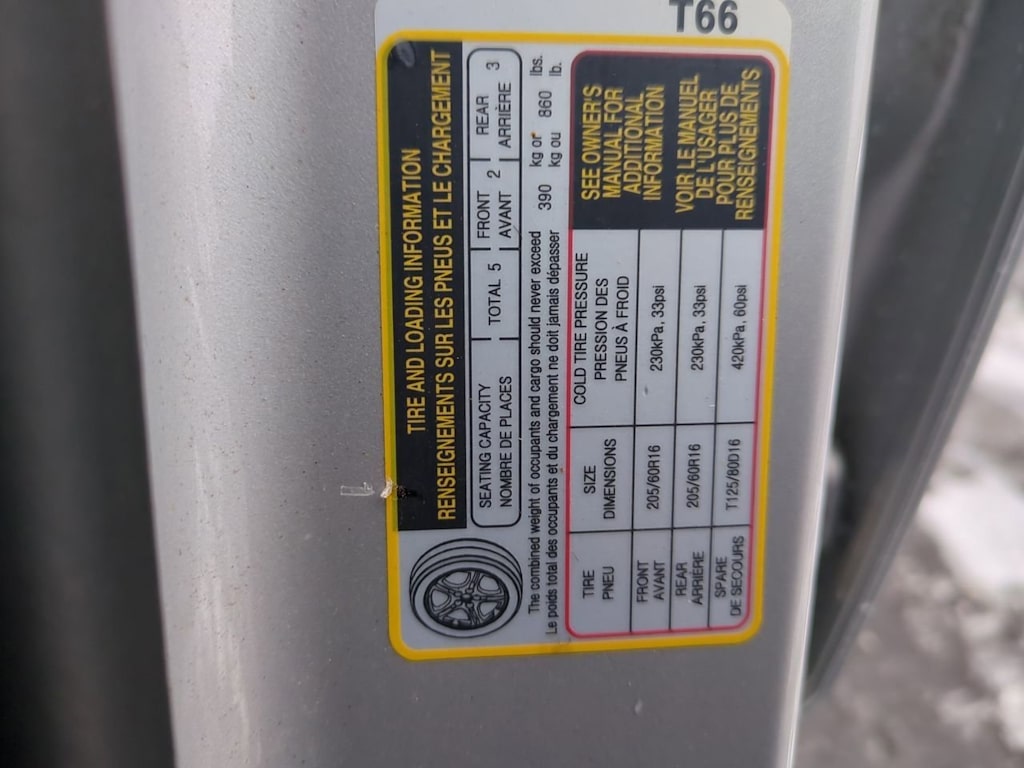 T66
TIRE AND LOADING INFORMATION
RENSEIGNEMENTS SUR LES PNEUS ET LE CHARGEMENT
SEATING CAPACITY
NOMBRE DE PLACES
TOTAL 5
FRONT
AVANT 2
REAR
ARRIÈRE 3
The combined weight of occupants and cargo should never exceed 390 kg or 860 lbs.
Le poids total des occupants et du chargement ne doit jamais dépasser kg ou lb.
TIRE
PNEU
SIZE
DIMENSIONS
COLD TIRE PRESSURE
PRESSION DES
PNEUS À FROID
FRONT
AVANT
205/60R16
230kPa, 33psi
REAR
ARRIÈRE
205/60R16
230kPa, 33psi
SPARE
DE SECOURS
T125/80D16
420kPa, 60psi
SEE OWNER'S
MANUAL FOR
ADDITIONAL
INFORMATION
VOIR LE MANUEL
DE L'USAGER
POUR PLUS DE
RENSEIGNEMENTS